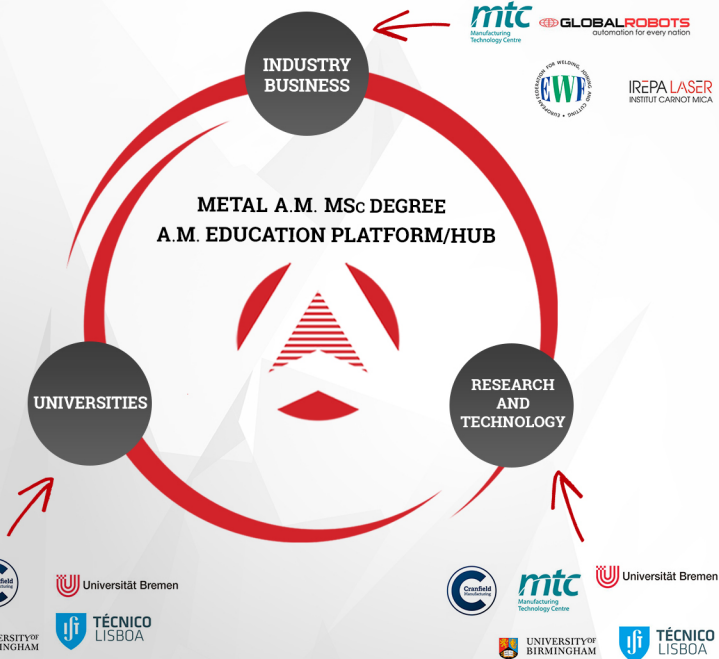 mtc
Manufacturing
Technology Centre
GLOBALROBOTS
automation for every nation
INDUSTRY
BUSINESS
EUROPEAN FEDERATION FOR WELDING, JOINING AND CUTTING
EWF
IREPA LASER
INSTITUT CARNOT MICA
METAL A.M. MSc DEGREE
A.M. EDUCATION PLATFORM/HUB
UNIVERSITIES
RESEARCH
AND
TECHNOLOGY
Universität Bremen
TÉCNICO
LISBOA
Cranfield
Manufacturing
mtc
Manufacturing
Technology Centre
Universität Bremen
UNIVERSITYOF
BIRMINGHAM
TÉCNICO
LISBOA